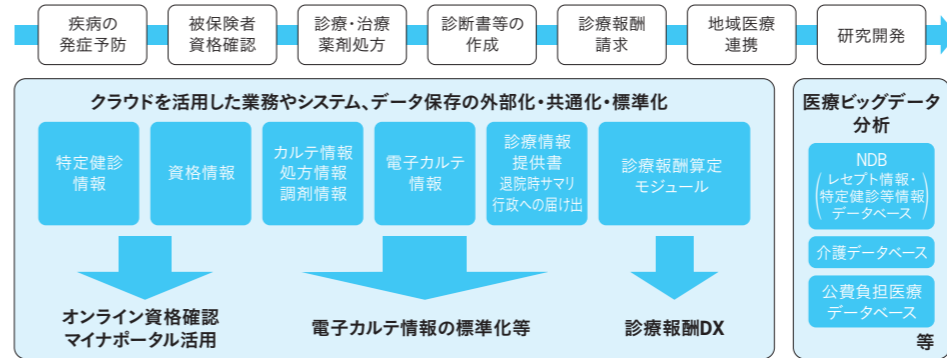 疾病の
発症予防
被保険者
資格確認
診療・治療
薬剤処方
診断書等の
作成
診療報酬
請求
地域医療
連携
研究開発
クラウドを活用した業務やシステム、データ保存の外部化・共通化・標準化
特定健診
情報
資格情報
カルテ情報
処方情報
調剤情報
電子カルテ
情報
診療情報
提供書
退院時サマリ
行政への届け出
診療報酬算定
モジュール
オンライン資格確認
マイナポータル活用
電子カルテ情報の標準化等
診療報酬DX
医療ビッグデータ
分析
NDB
(レセプト情報・
特定健診等情報
データベース)
介護データベース
公費負担医療
データベース
等